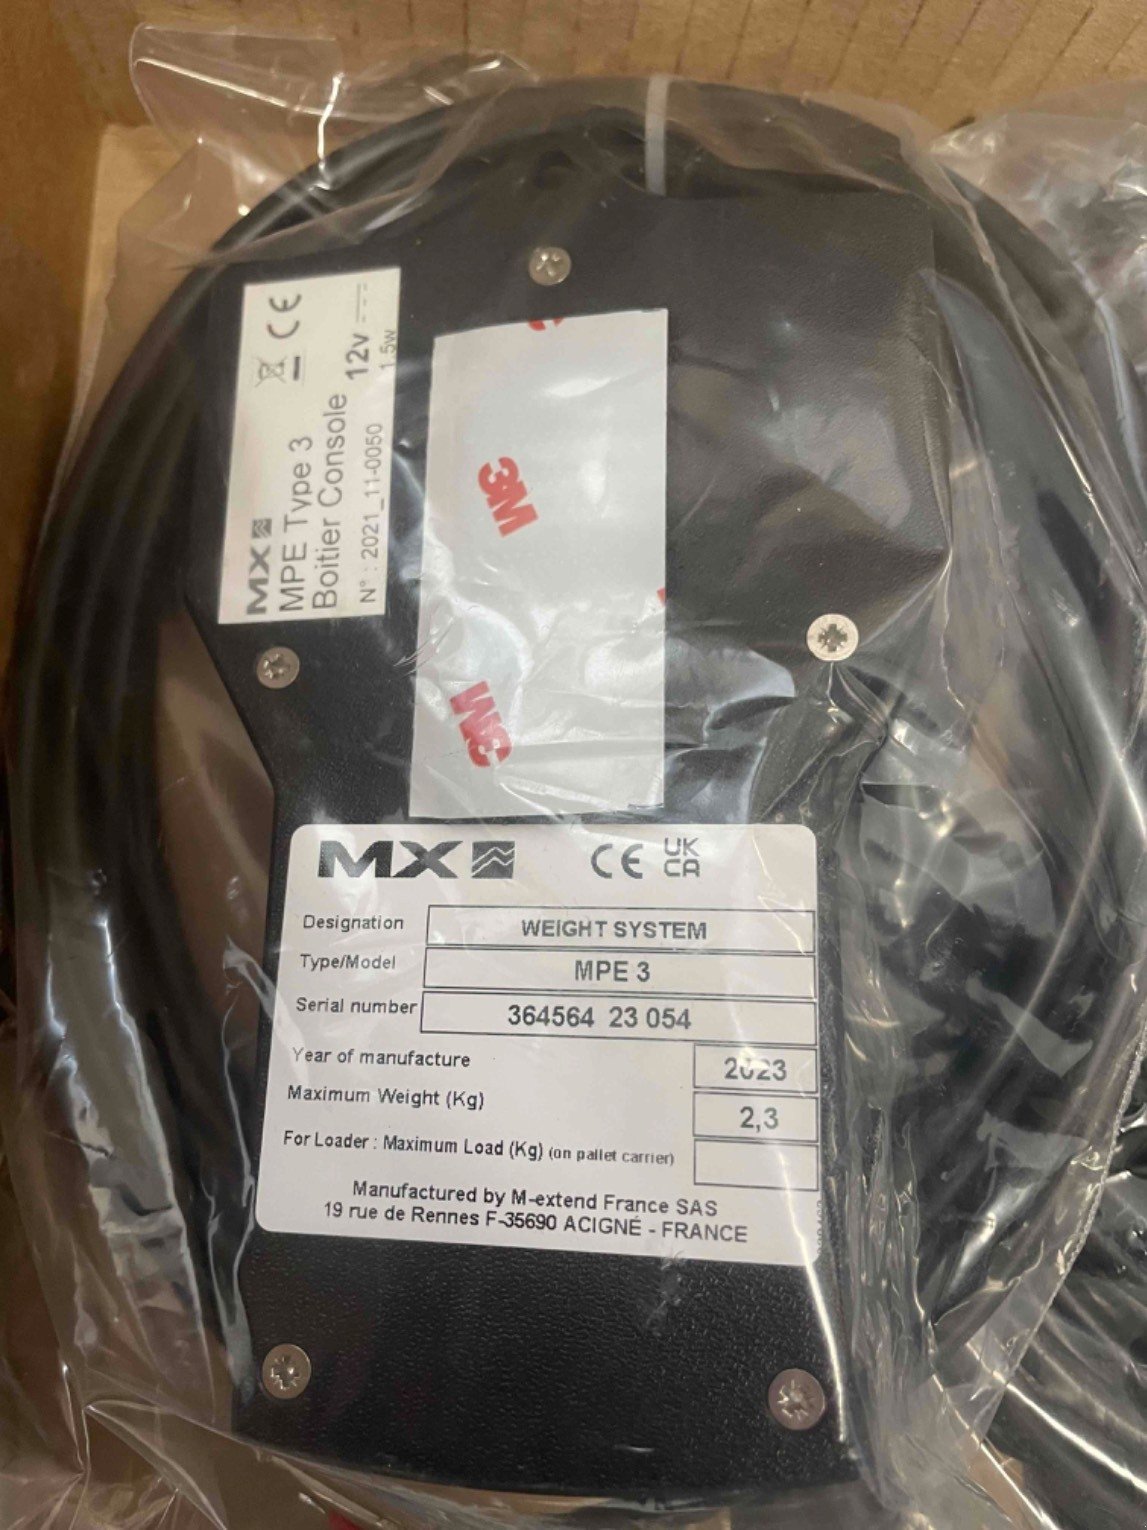 MX
MPE Type 3
Boitier Console 12v
N° : 2021_11-0050 1.5w
CE
3M
3M
MX
CE
UK
CA
Designation WEIGHT SYSTEM
Type/Model MPE 3
Serial number 364564 23 054
Year of manufacture 2023
Maximum Weight (Kg) 2,3
For Loader : Maximum Load (Kg) (on pallet carrier)
Manufactured by M-extend France SAS
19 rue de Rennes F-35690 ACIGNÉ - FRANCE